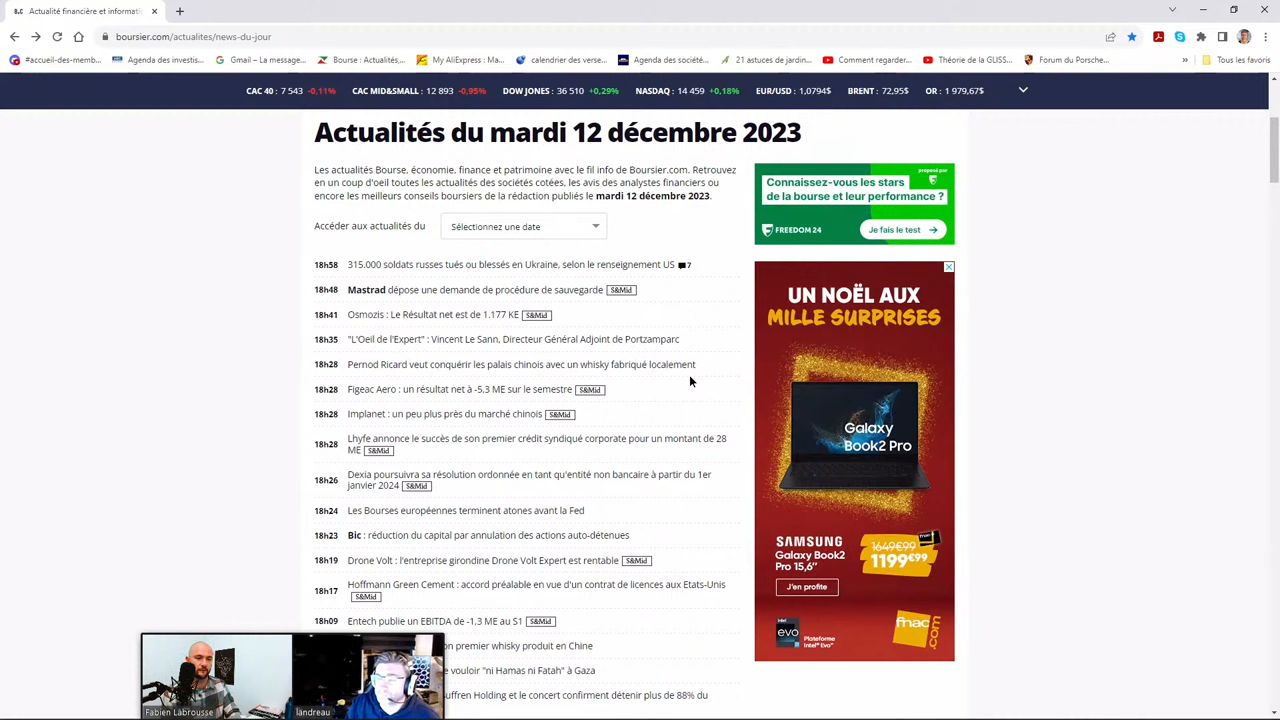 Actualité financière et informati
boursier.com/actualites/news-du-jour
#accueil-des-memb...
Agenda des investis...
Gmail – La message...
Bourse : Actualités,...
My AliExpress : Ma...
calendrier des verse...
Agenda des société...
21 astuces de jardin...
Comment regarder...
Théorie de la GLISS...
Forum du Porsche...
»
Tous les favoris
CAC 40 : 7 543 -0,11%
CAC MID&SMALL : 12 893 -0,95%
DOW JONES : 36 510 +0,29%
NASDAQ : 14 459 +0,18%
EUR/USD : 1,0794$
BRENT : 72,95$
OR : 1 979,67$
Actualités du mardi 12 décembre 2023
Les actualités Bourse, économie, finance et patrimoine avec le fil info de Boursier.com. Retrouvez
en un coup d'oeil toutes les actualités des sociétés cotées, les avis des analystes financiers ou
encore les meilleurs conseils boursiers de la rédaction publiés le mardi 12 décembre 2023.
Accéder aux actualités du
Sélectionnez une date
18h58 315.000 soldats russes tués ou blessés en Ukraine, selon le renseignement US 7
18h48 Mastrad dépose une demande de procédure de sauvegarde S&Mid
18h41 Osmozis : Le Résultat net est de 1.177 KE S&Mid
18h35 "L'Oeil de l'Expert" : Vincent Le Sann, Directeur Général Adjoint de Portzamparc
18h28 Pernod Ricard veut conquérir les palais chinois avec un whisky fabriqué localement
18h28 Figeac Aero : un résultat net à -5,3 ME sur le semestre S&Mid
18h28 Implanet : un peu plus près du marché chinois S&Mid
18h28 Lhyfe annonce le succès de son premier crédit syndiqué corporate pour un montant de 28
ME S&Mid
18h26 Dexia poursuivra sa résolution ordonnée en tant qu'entité non bancaire à partir du 1er
janvier 2024 S&Mid
18h24 Les Bourses européennes terminent atones avant la Fed
18h23 Bic : réduction du capital par annulation des actions auto-détenues
18h19 Drone Volt : l'entreprise girondine Drone Volt Expert est rentable S&Mid
18h17 Hoffmann Green Cement : accord préalable en vue d'un contrat de licences aux Etats-Unis
S&Mid
18h09 Entech publie un EBITDA de -1,3 ME au S1 S&Mid
on premier whisky produit en Chine
vouloir "ni Hamas ni Fatah" à Gaza
uffren Holding et le concert confirment détenir plus de 88% du
Fabien Labrousse
landreau
proposé par
Connaissez-vous les stars
de la bourse et leur performance ?
FREEDOM 24
Je fais le test
UN NOËL AUX
MILLE SURPRISES
Galaxy
Book2 Pro
SAMSUNG
Galaxy Book2
Pro 15,6"
J'en profite
fnac
1649€99
1199€99
intel
evo
Plateforme
Intel® Evo™
fnac
.com